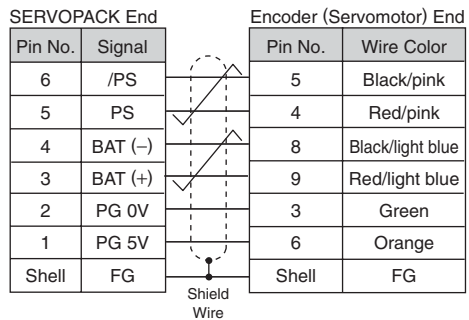 SERVOPACK End Encoder (Servomotor) End
Pin No. Signal Pin No. Wire Color
6 /PS 5 Black/pink
5 PS 4 Red/pink
4 BAT (−) 8 Black/light blue
3 BAT (+) 9 Red/light blue
2 PG 0V 3 Green
1 PG 5V 6 Orange
Shell FG Shell FG
Shield
Wire